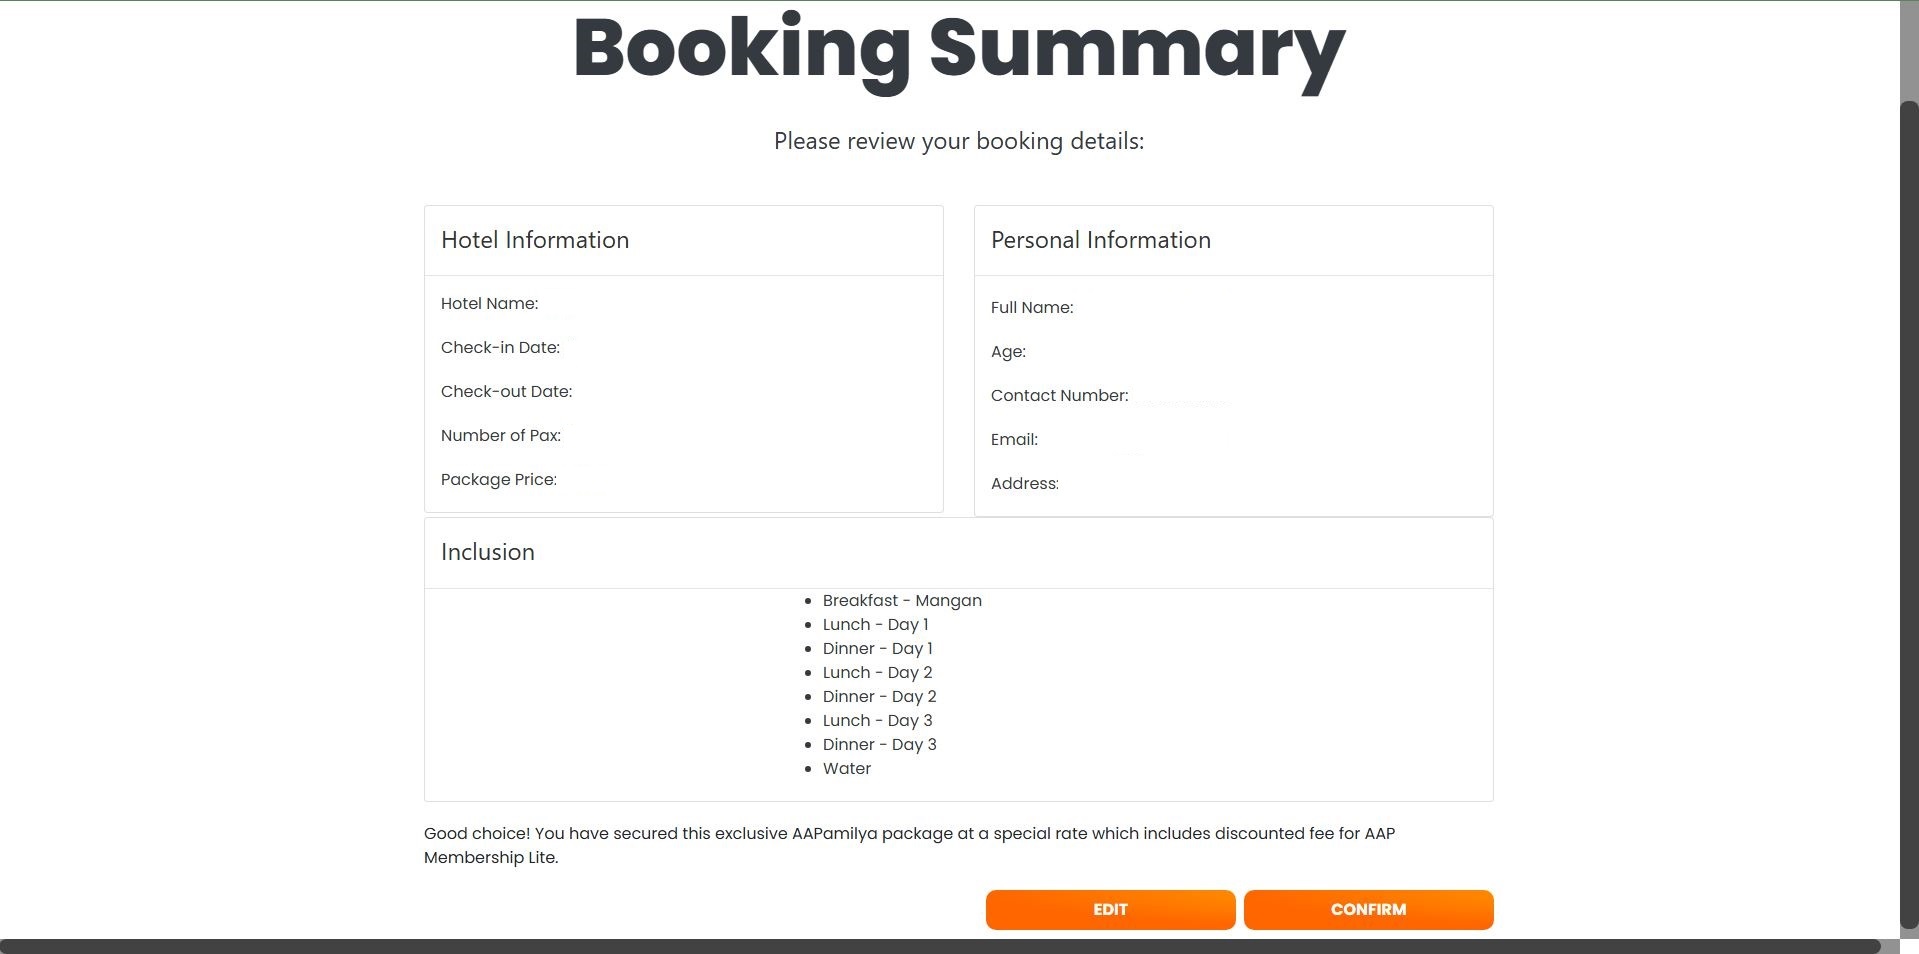 Booking Summary
Please review your booking details:
Hotel Information
Hotel Name:
Check-in Date:
Check-out Date:
Number of Pax:
Package Price:
Personal Information
Full Name:
Age:
Contact Number:
Email:
Address:
Inclusion
Breakfast - Mangan
Lunch - Day 1
Dinner - Day 1
Lunch - Day 2
Dinner - Day 2
Lunch - Day 3
Dinner - Day 3
Water
Good choice! You have secured this exclusive AAPamilya package at a special rate which includes discounted fee for AAP
Membership Lite.
EDIT
CONFIRM